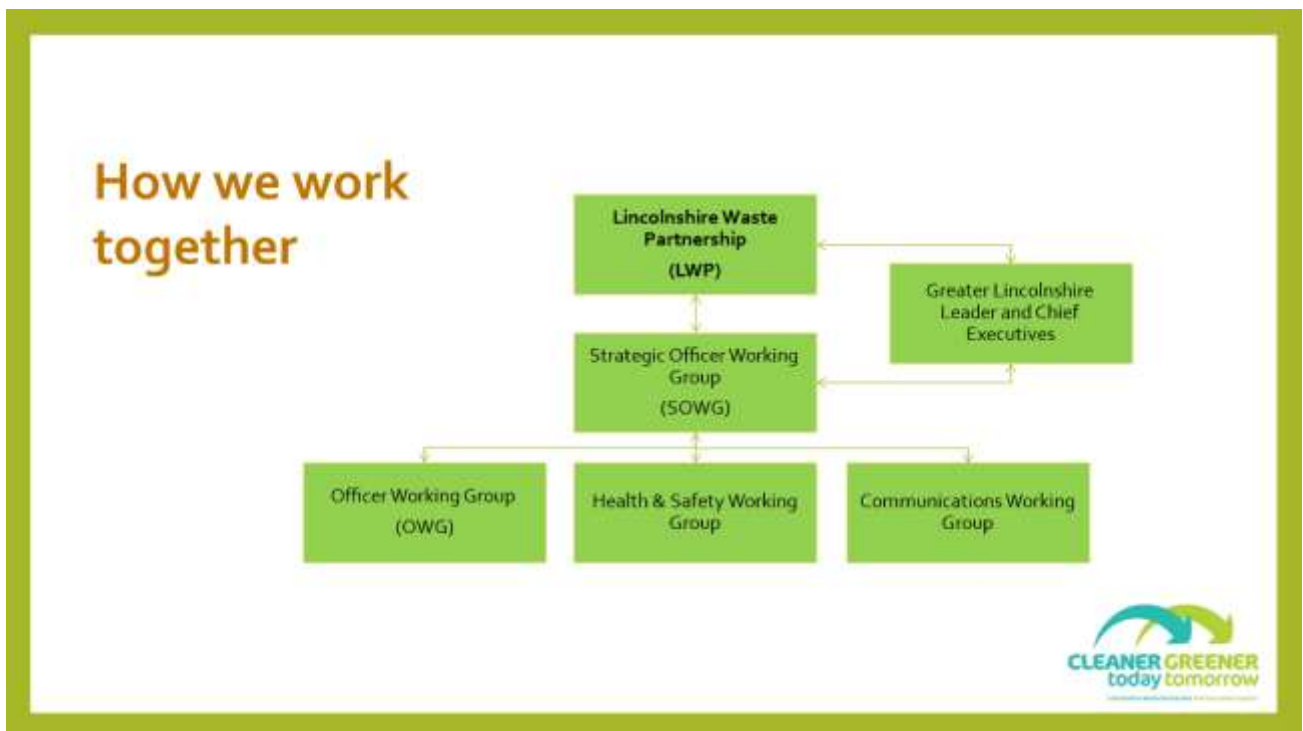 How we work
together
Lincolnshire Waste
Partnership
(LWP)
Greater Lincolnshire
Leader and Chief
Executives
Strategic Officer Working
Group
(SOWG)
Officer Working Group
(OWG)
Health & Safety Working
Group
Communications Working
Group
CLEANER GREENER
today tomorrow